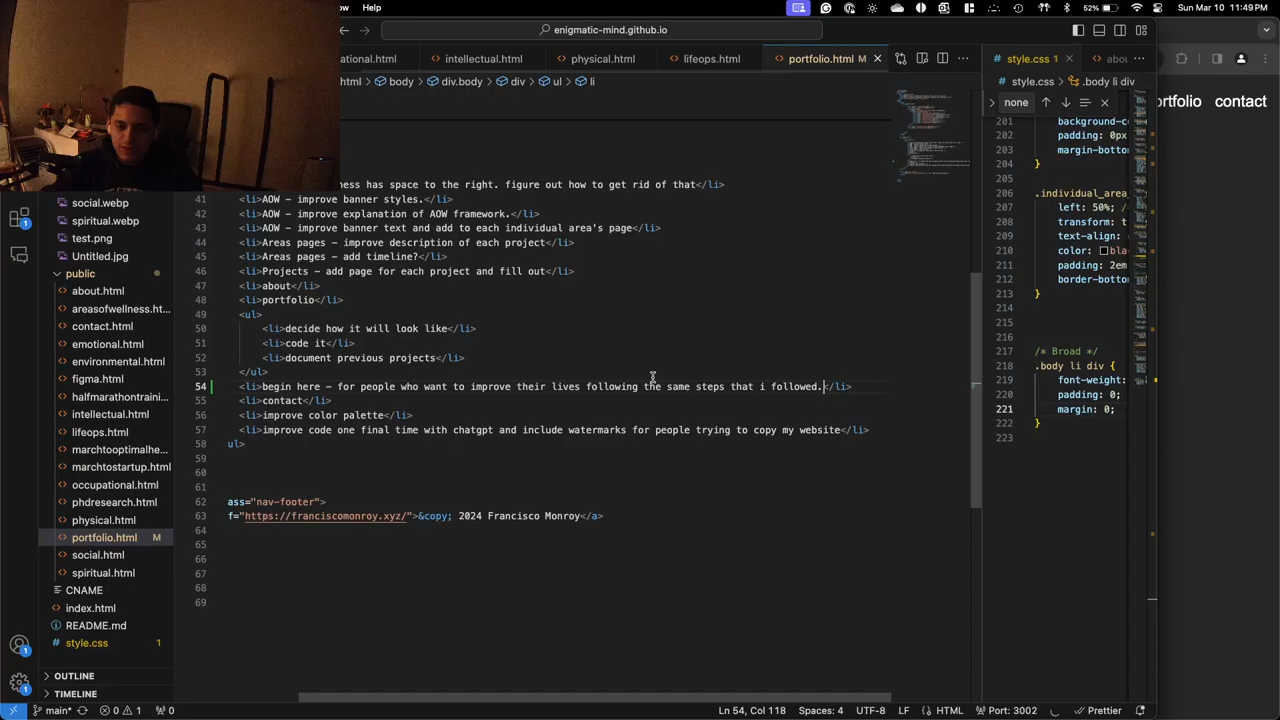 ow Help
52% Sun Mar 10 11:49 PM
enigmatic-mind.github.io
ational.html intellectual.html physical.html lifeops.html portfolio.html M style.css 1 abou
html body div.body div ul li
style.css .body li div
none
ortfolio contact
social.webp
spiritual.webp
test.png
Untitled.jpg
public
about.html
areasofwellness.ht...
contact.html
emotional.html
environmental.html
figma.html
halfmarathontraini...
intellectual.html
lifeops.html
marchtooptimalhe...
marchtostartup.html
occupational.html
phdresearch.html
physical.html
portfolio.html M
social.html
spiritual.html
CNAME
index.html
README.md
style.css 1
OUTLINE
TIMELINE
ness has space to the right. figure out how to get rid of that</li>
41 <li>AOW - improve banner styles.</li>
42 <li>AOW - improve explanation of AOW framework.</li>
43 <li>AOW - improve banner text and add to each individual area's page</li>
44 <li>Areas pages - improve description of each project</li>
45 <li>Areas pages - add timeline?</li>
46 <li>Projects - add page for each project and fill out</li>
47 <li>about</li>
48 <li>portfolio</li>
49 <ul>
50 <li>decide how it will look like</li>
51 <li>code it</li>
52 <li>document previous projects</li>
53 </ul>
54 <li>begin here - for people who want to improve their lives following the same steps that i followed.</li>
55 <li>contact</li>
56 <li>improve color palette</li>
57 <li>improve code one final time with chatgpt and include watermarks for people trying to copy my website</li>
58 ul>
59
60
61
62 ass="nav-footer">
63 f="https://franciscomonroy.xyz/">&copy; 2024 Francisco Monroy</a>
64
65
66
67
68
69
201 background-co
202 padding: 0px
203 margin-bottom
204 }
205
206 .individual_area_
207 left: 50%; /
208 transform: t
209 text-align:
210 color: bla
211 padding: 2em
212 border-botto
213 }
214
215
216
217 /* Broad */
218 .body li div {
219 font-weight:
220 padding: 0;
221 margin: 0;
222 }
223
main* 0 1 0 Ln 54, Col 118 Spaces: 4 UTF-8 LF HTML Port: 3002 Prettier